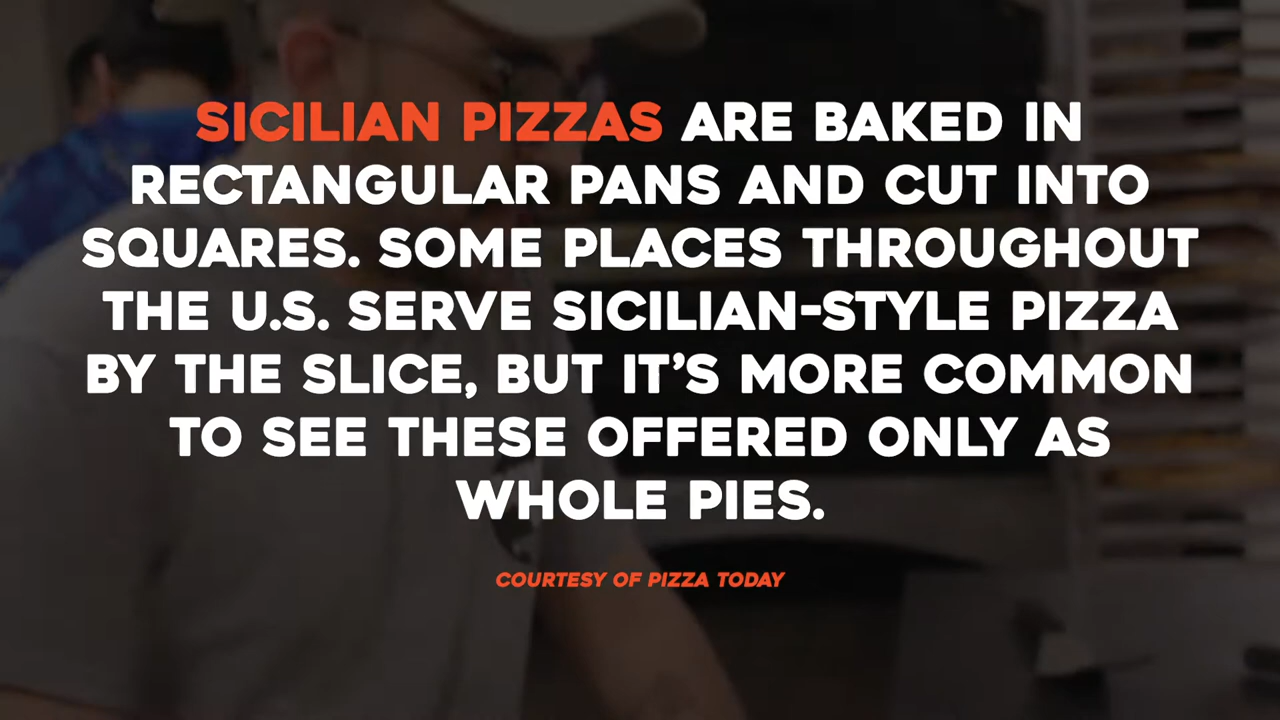 SICILIAN PIZZAS ARE BAKED IN
RECTANGULAR PANS AND CUT INTO
SQUARES. SOME PLACES THROUGHOUT
THE U.S. SERVE SICILIAN-STYLE PIZZA
BY THE SLICE, BUT IT’S MORE COMMON
TO SEE THESE OFFERED ONLY AS
WHOLE PIES.
COURTESY OF PIZZA TODAY